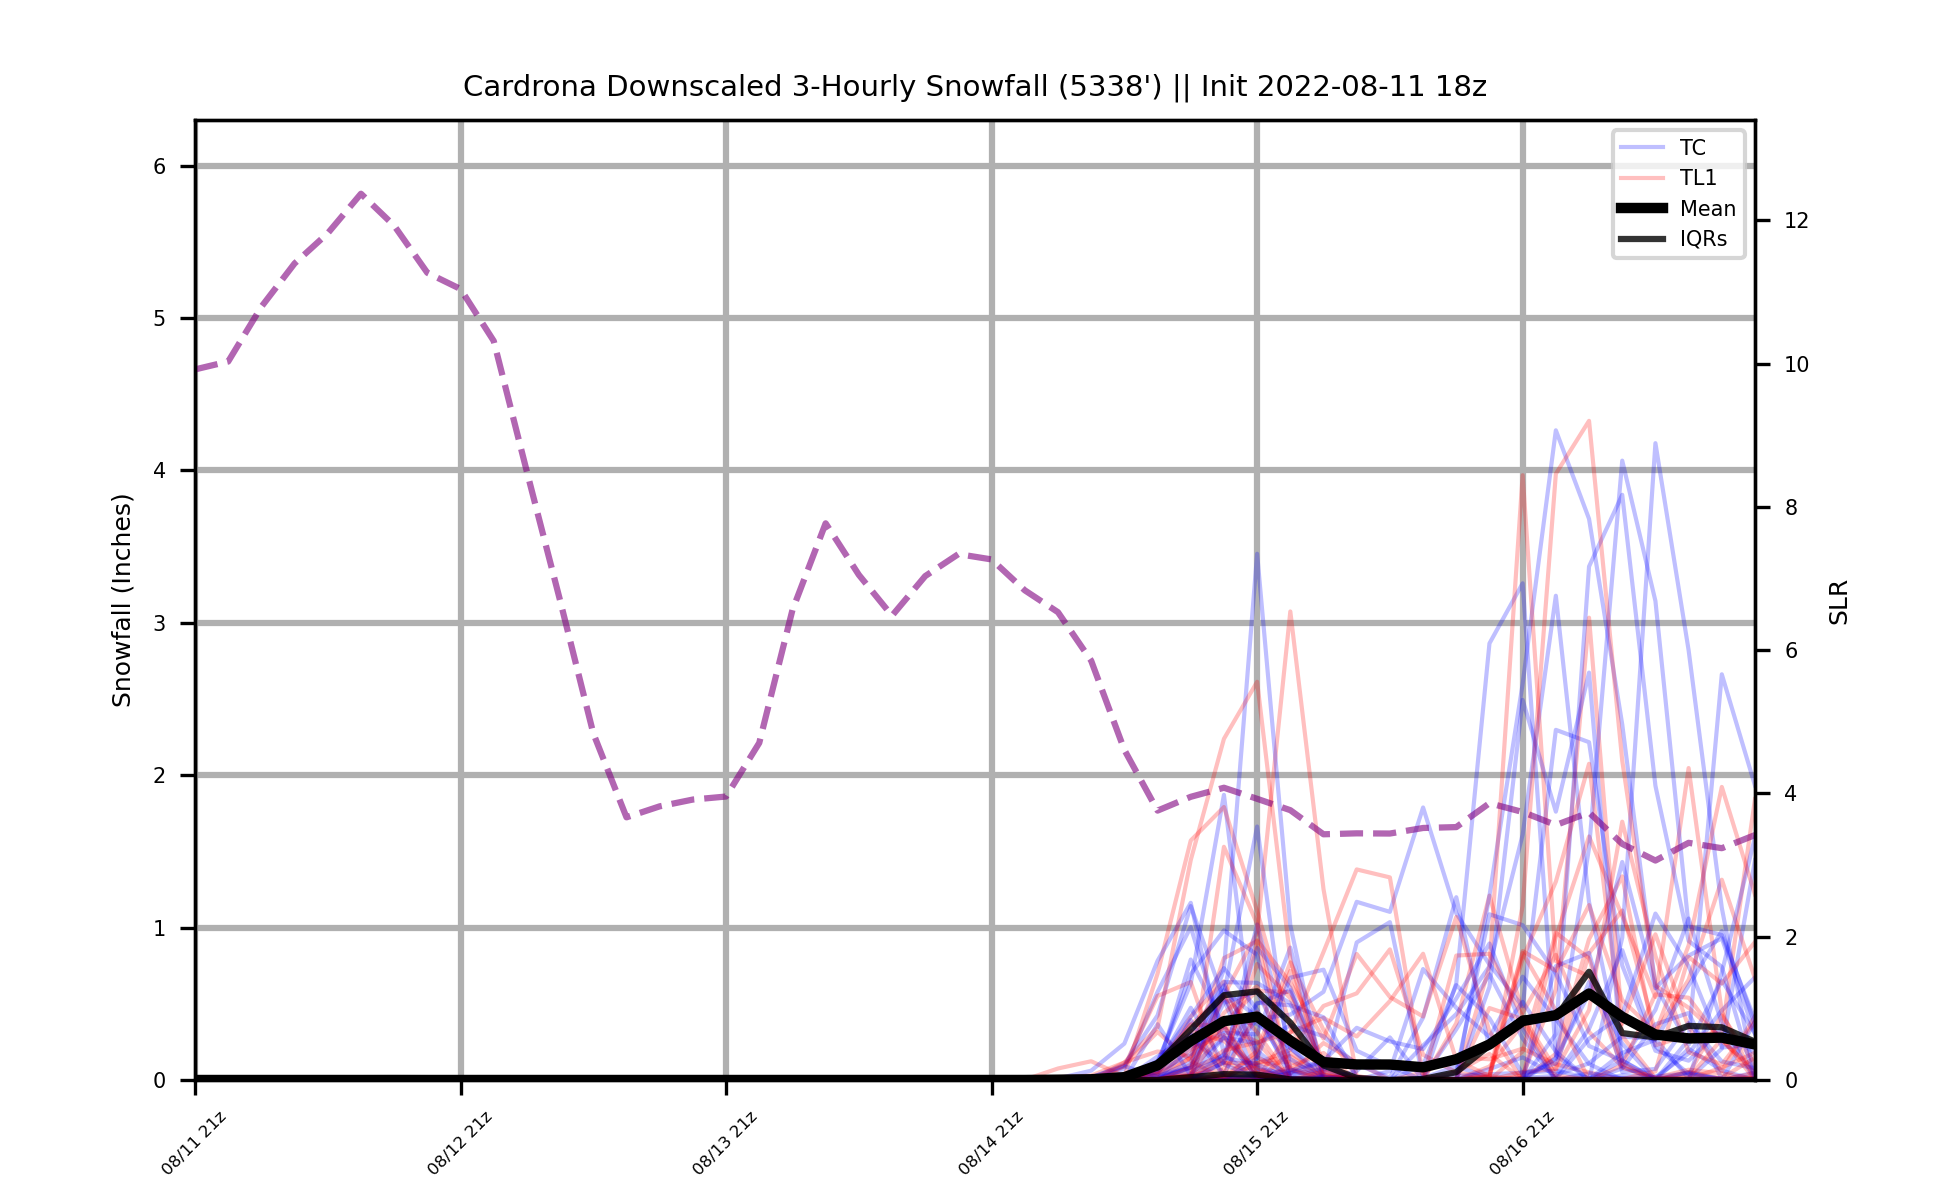 Cardrona Downscaled 3-Hourly Snowfall (5338') || Init 2022-08-11 18z
TC
TL1
Mean
IQRs
6
5
4
3
2
1
0
Snowfall (Inches)
12
10
8
6
4
2
0
SLR
08/11 21z
08/12 21z
08/13 21z
08/14 21z
08/15 21z
08/16 21z